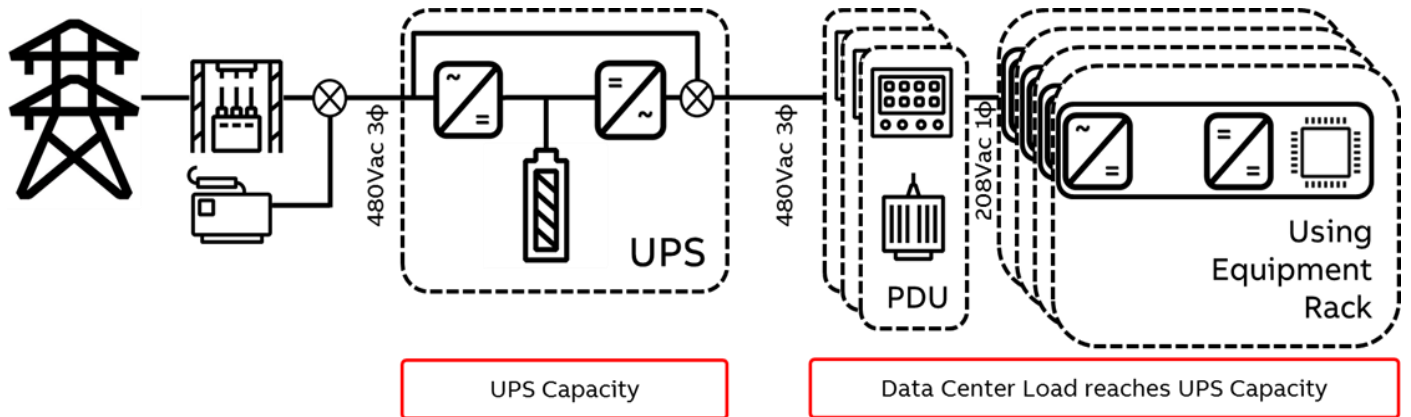 480Vac 3ϕ
UPS
480Vac 3ϕ
PDU
208Vac 1ϕ
Using
Equipment
Rack
UPS Capacity
Data Center Load reaches UPS Capacity